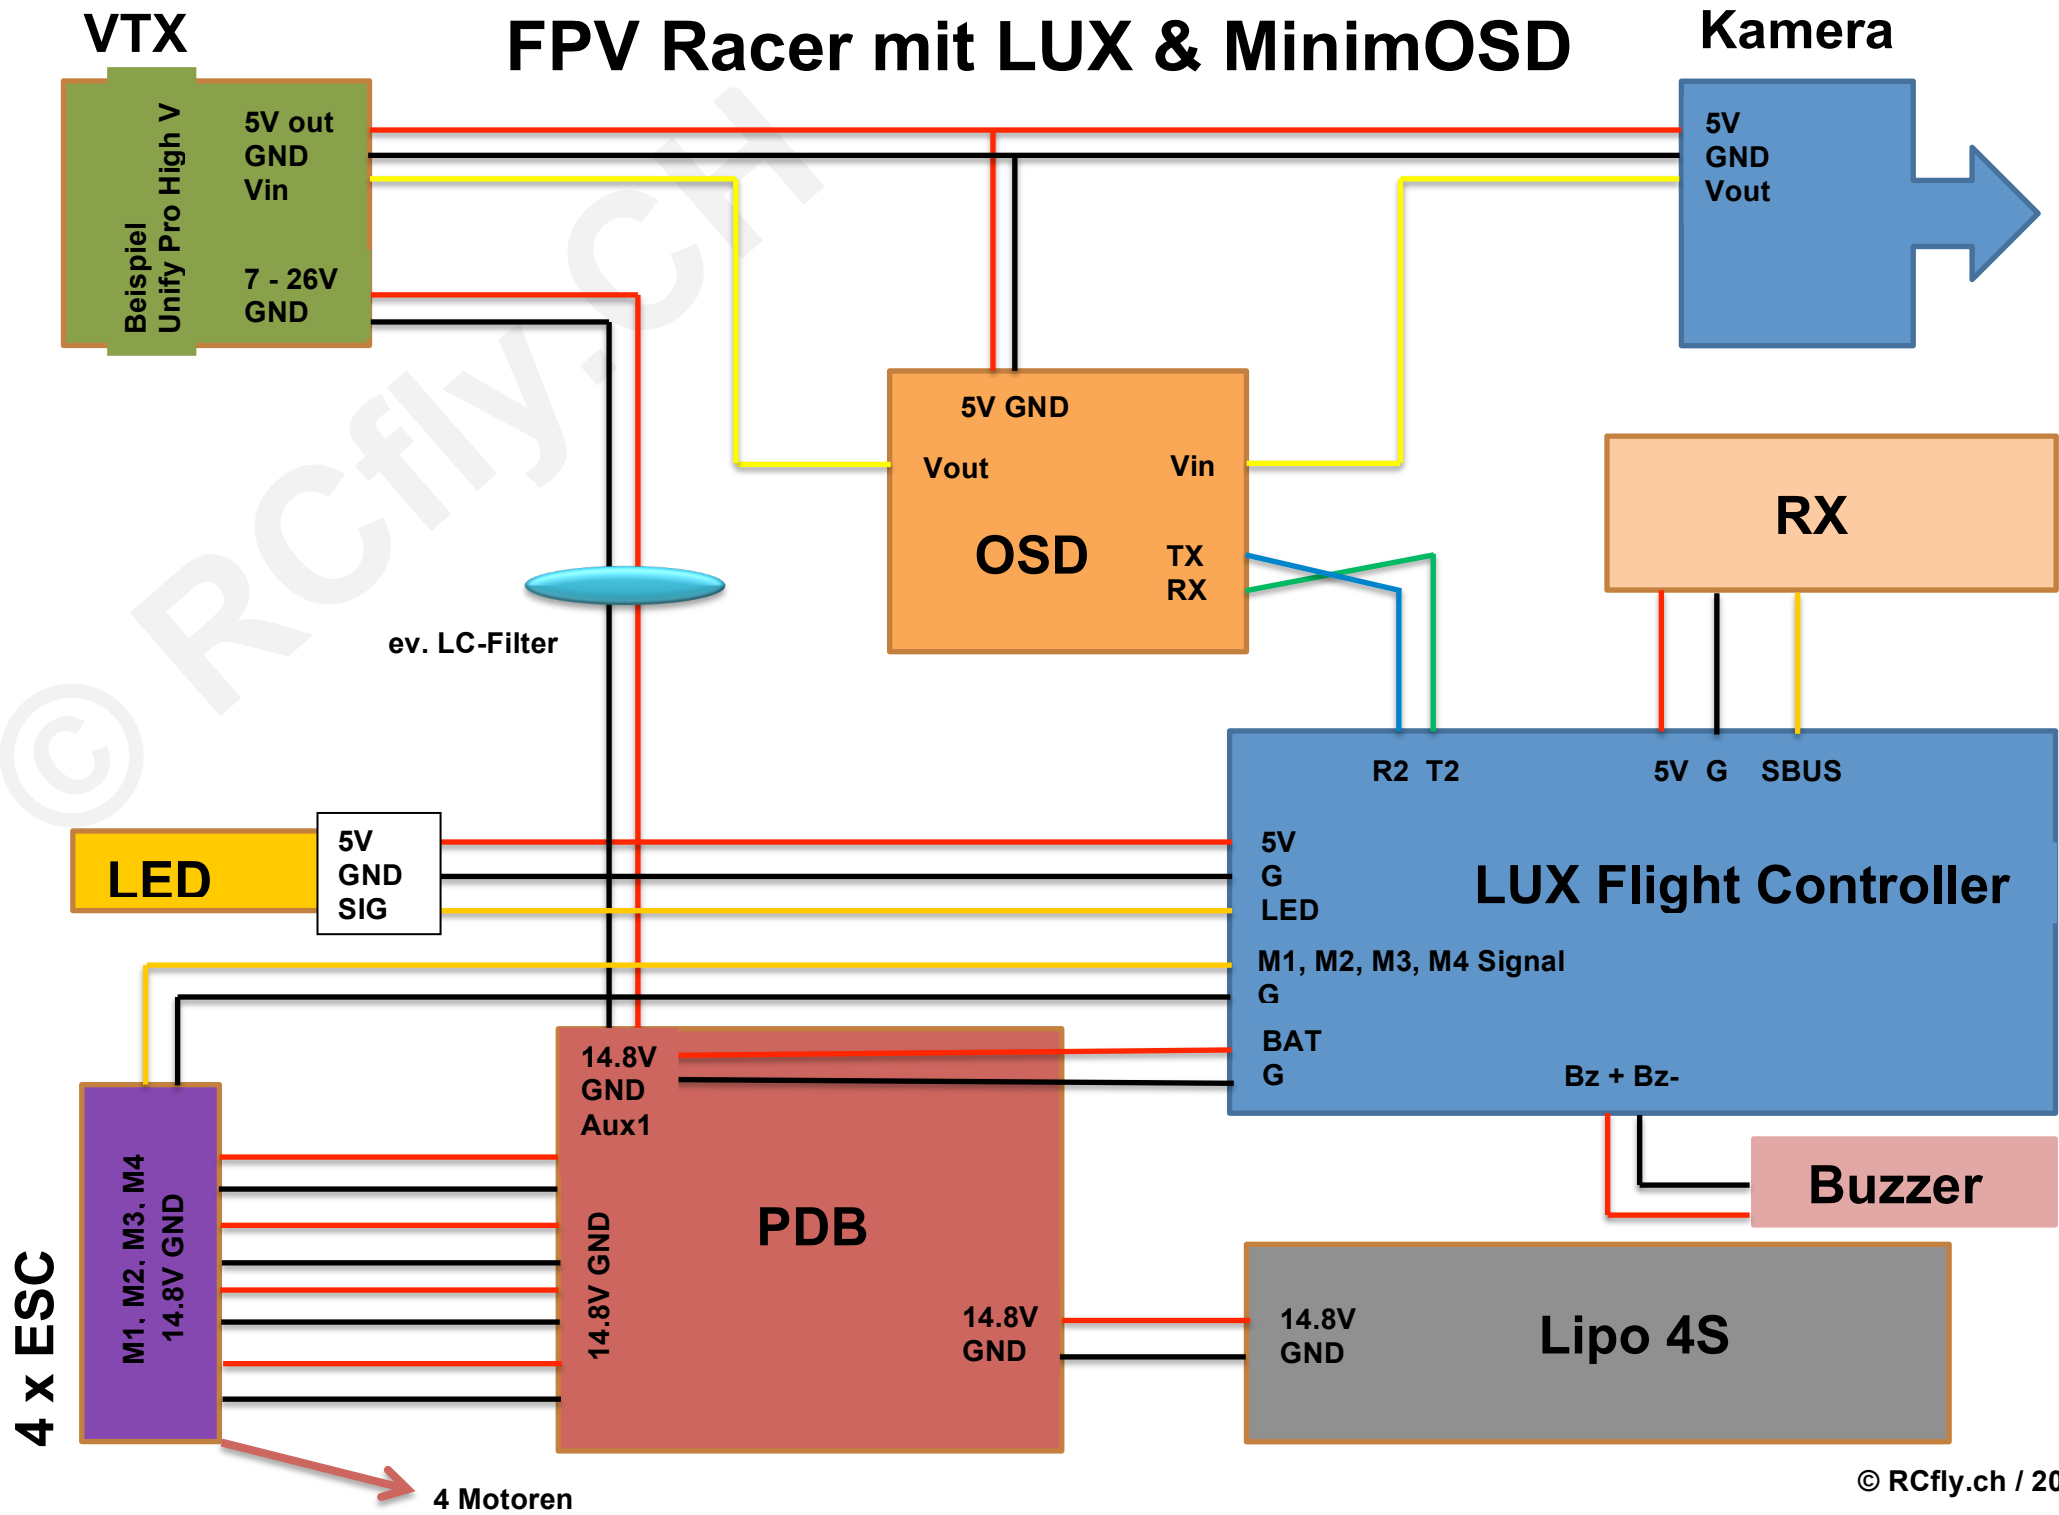 VTX
FPV Racer mit LUX & MinimOSD
Kamera
Beispiel
Unify Pro High V
5V out
GND
Vin
7 - 26V
GND
5V
GND
Vout
5V GND
Vout
Vin
OSD
TX
RX
RX
ev. LC-Filter
© RCfly.CH
R2 T2
5V G SBUS
LED
5V
GND
SIG
5V
G
LED
LUX Flight Controller
M1, M2, M3, M4 Signal
G
BAT
G
Bz + Bz-
14.8V
GND
Aux1
4 x ESC
M1, M2, M3, M4
14.8V GND
14.8V GND
PDB
14.8V
GND
Buzzer
14.8V
GND
Lipo 4S
4 Motoren
© RCfly.ch / 20